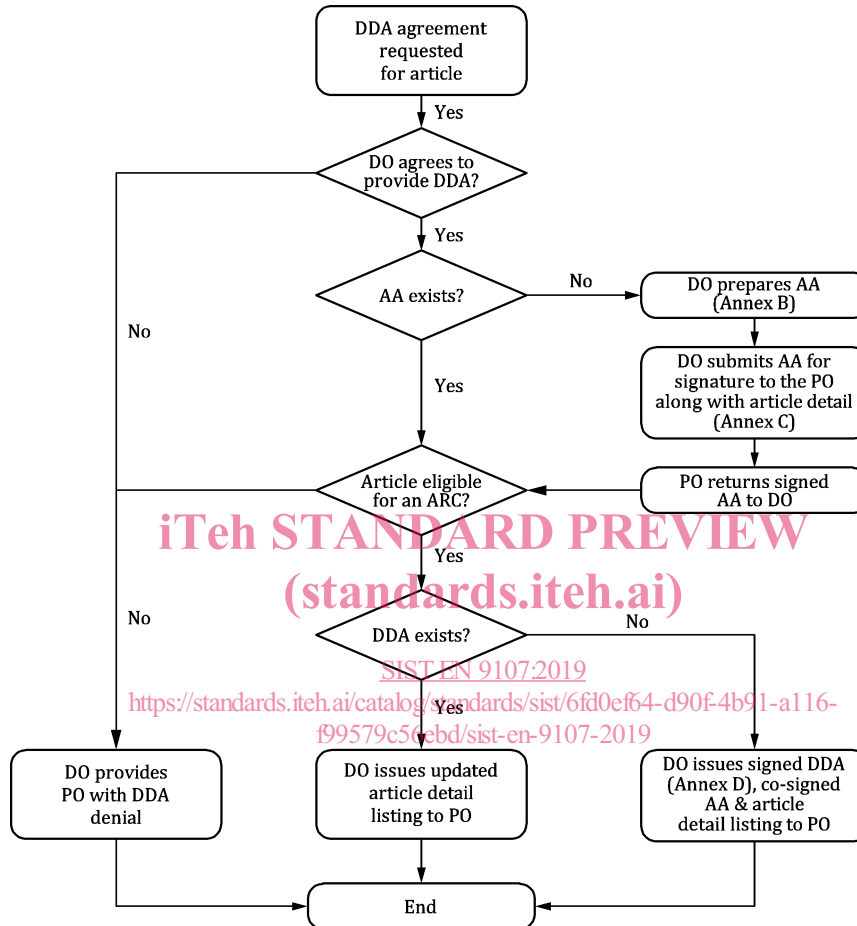 DDA agreement
requested
for article
Yes
DO agrees to
provide DDA?
Yes
AA exists?
No
DO prepares AA
(Annex B)
No
Yes
DO submits AA for
signature to the PO
along with article detail
(Annex C)
Article eligible
for an ARC?
PO returns signed
AA to DO
iTeh STANDARD PREVIEW
Yes
(standards.iteh.ai)
No
DDA exists?
No
SIST EN 9107:2019
https://standards.iteh.ai/catalog/standards/sist/6fd0ef64-d90f-4b91-a116-
f99579c56ebd/sist-en-9107-2019
Yes
DO provides
PO with DDA
denial
DO issues updated
article detail
listing to PO
DO issues signed DDA
(Annex D), co-signed
AA & article
detail listing to PO
End